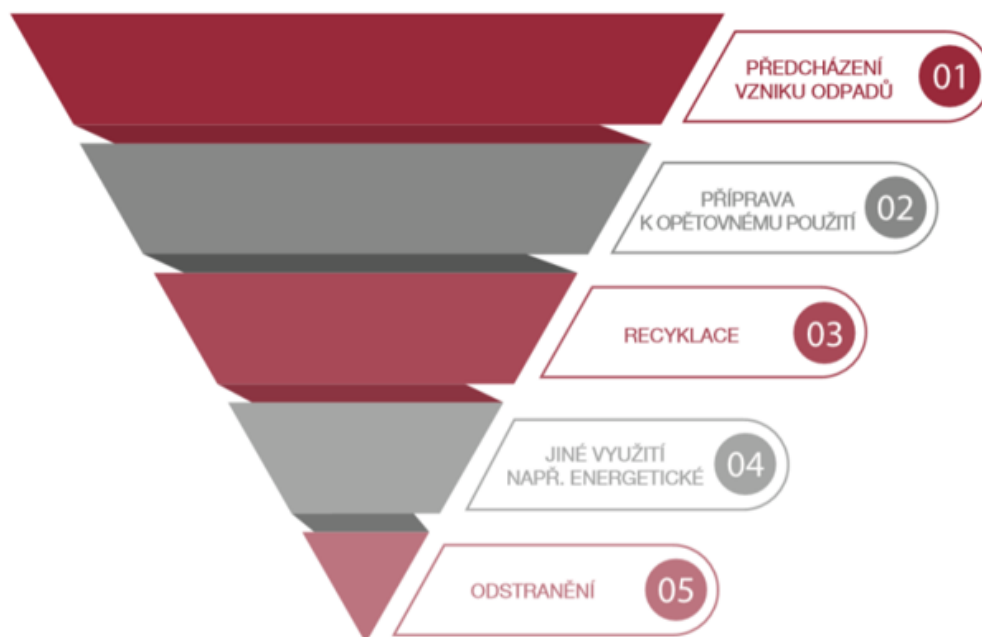 PŘEDCHÁZENÍ
VZNIKU ODPADŮ
01
PŘÍPRAVA
K OPĚTOVNÉMU POUŽITÍ
02
RECYKLACE
03
JINÉ VYUŽITÍ
NAPŘ. ENERGETICKÉ
04
ODSTRANĚNÍ
05